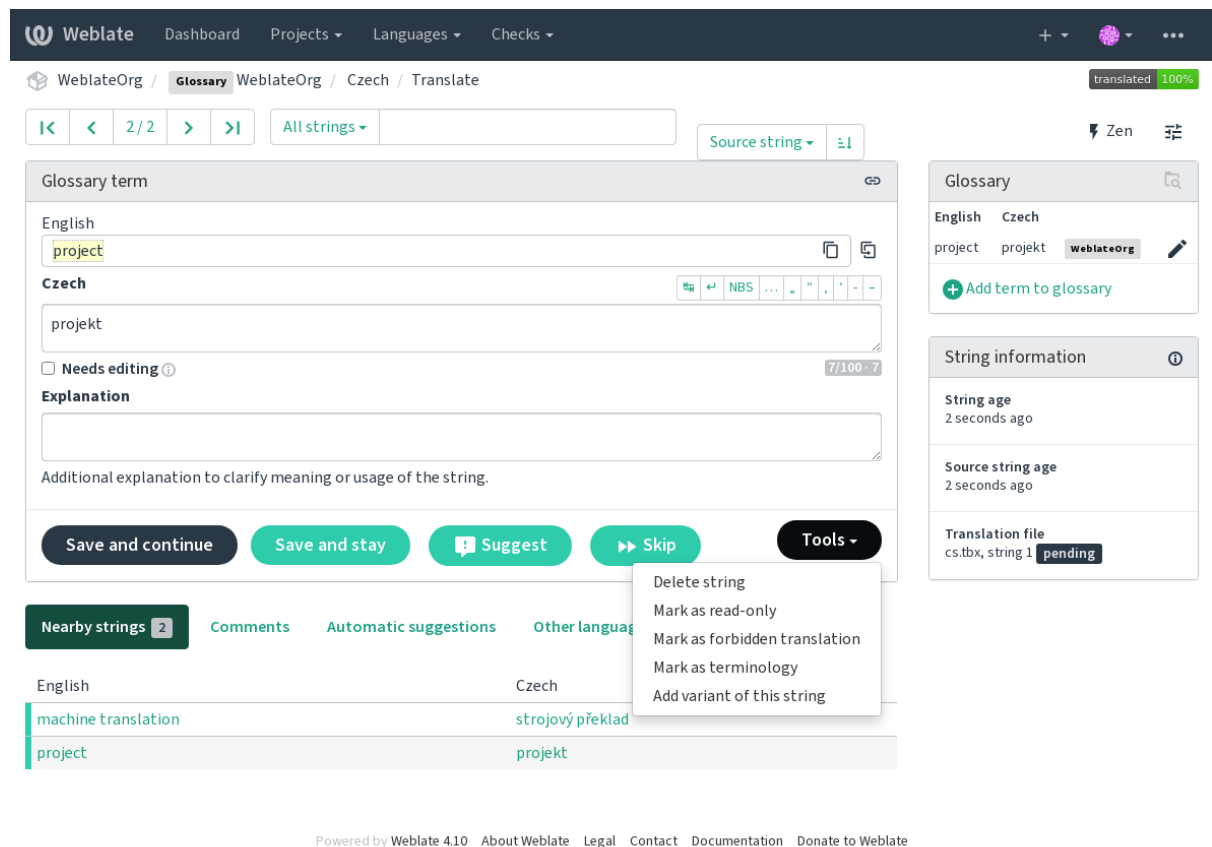 Weblate Dashboard Projects Languages Checks
WeblateOrg / Glossary WeblateOrg / Czech / Translate
translated 100%
2 / 2
All strings
Source string
Zen
Glossary term
English
project
Czech
NBS … „ “ ‚ ‘ - –
projekt
Needs editing
7/100 · 7
Explanation
Additional explanation to clarify meaning or usage of the string.
Save and continue
Save and stay
Suggest
Skip
Tools
Delete string
Mark as read-only
Mark as forbidden translation
Mark as terminology
Add variant of this string
Glossary
English Czech
project projekt WeblateOrg
Add term to glossary
String information
String age
2 seconds ago
Source string age
2 seconds ago
Translation file
cs.tbx, string 1 pending
Nearby strings 2
Comments
Automatic suggestions
Other
English Czech
machine translation strojový překlad
project projekt
Powered by Weblate 4.10 About Weblate Legal Contact Documentation Donate to Weblate